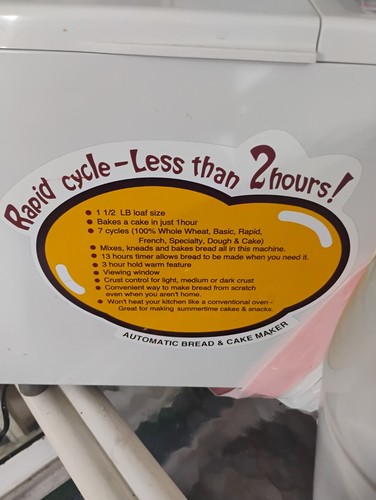 Rapid cycle - Less than 2 hours!
1 1/2 LB loaf size
Bakes a cake in just 1hour
7 cycles (100% Whole Wheat, Basic, Rapid,
French, Specialty, Dough & Cake)
Mixes, kneads and bakes bread all in this machine.
13 hours timer allows bread to be made when you need it.
3 hour hold warm feature
Viewing window
Crust control for light, medium or dark crust
Convenient way to make bread from scratch
even when you aren't home.
Won't heat your kitchen like a conventional oven-
Great for making summertime cakes & snacks.
AUTOMATIC BREAD & CAKE MAKER